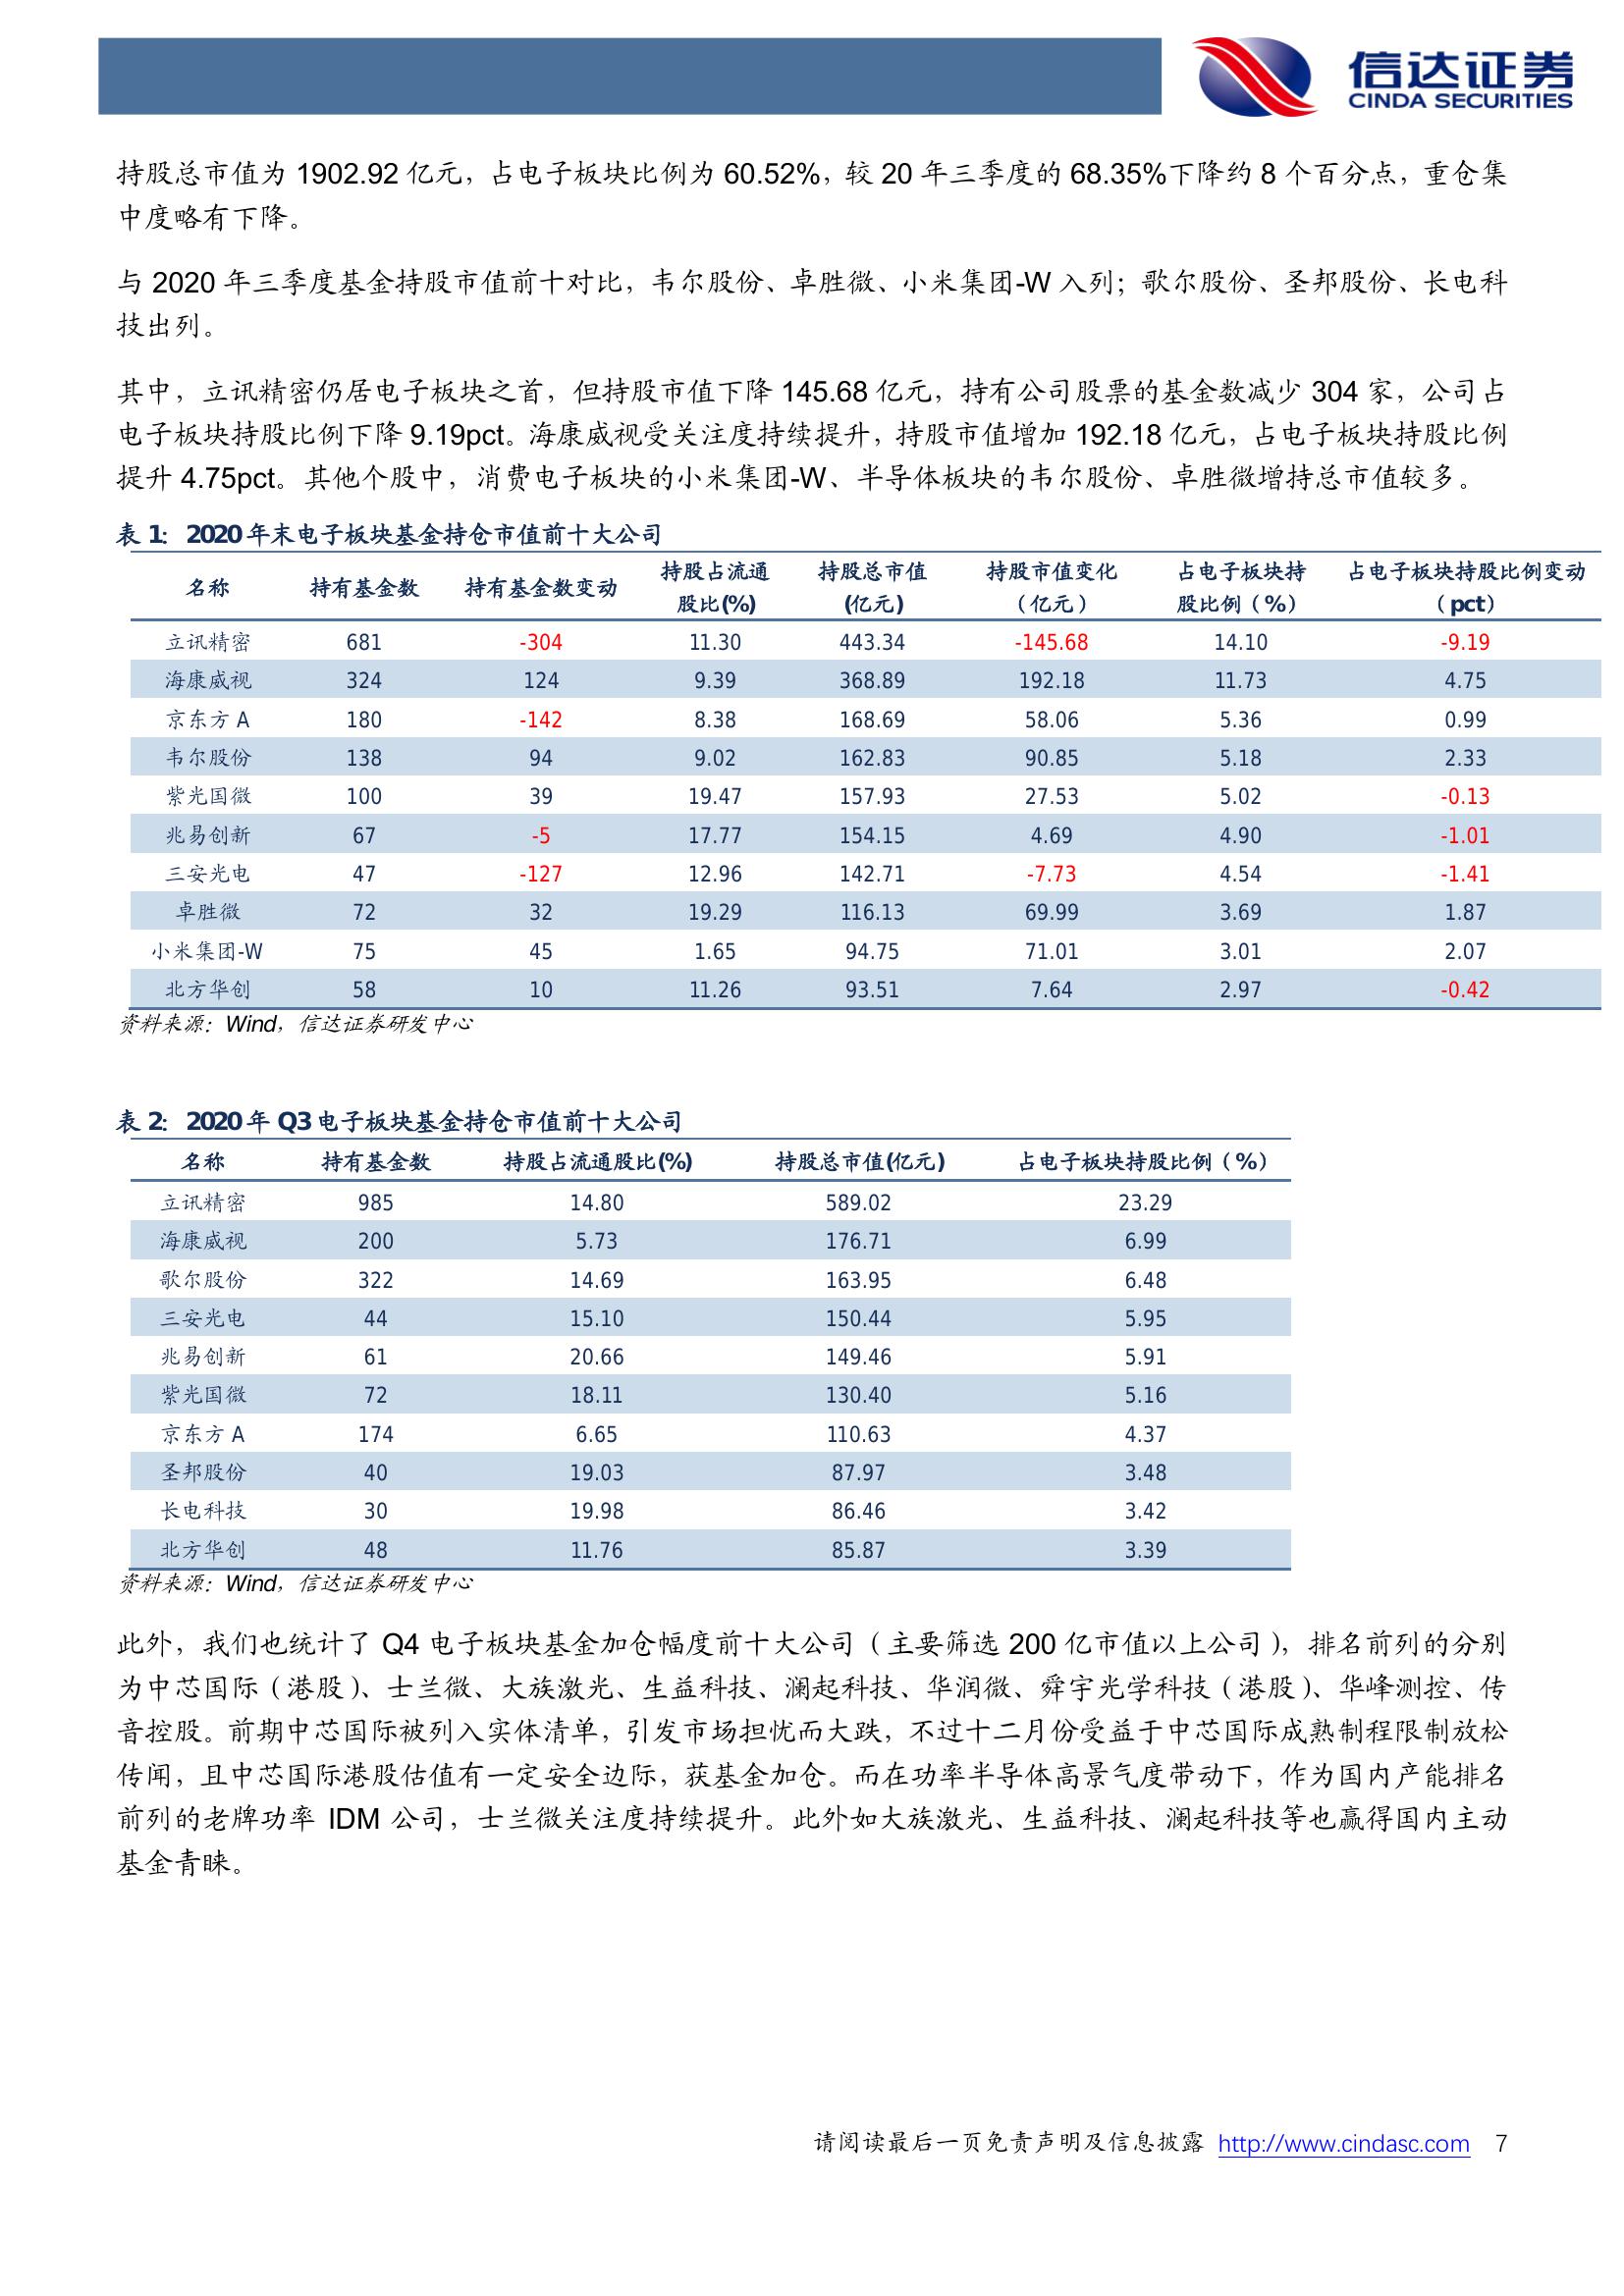 信达证券
CINDA SECURITIES
持股总市值为 1902.92 亿元，占电子板块比例为 60.52%，较 20 年三季度的 68.35%下降约 8 个百分点，重仓集
中度略有下降。
与 2020 年三季度基金持股市值前十对比，韦尔股份、卓胜微、小米集团-W 入列；歌尔股份、圣邦股份、长电科
技出列。
其中，立讯精密仍居电子板块之首，但持股市值下降 145.68 亿元，持有公司股票的基金数减少 304 家，公司占
电子板块持股比例下降 9.19pct。海康威视受关注度持续提升，持股市值增加 192.18 亿元，占电子板块持股比例
提升 4.75pct。其他个股中，消费电子板块的小米集团-W、半导体板块的韦尔股份、卓胜微增持总市值较多。
表 1: 2020 年末电子板块基金持仓市值前十大公司
名称 持有基金数 持有基金数变动 持股占流通 持股总市值 持股市值变化 占电子板块持 占电子板块持股比例变动
股比(%) (亿元) （亿元） 股比例（%） （pct）
立讯精密 681 -304 11.30 443.34 -145.68 14.10 -9.19
海康威视 324 124 9.39 368.89 192.18 11.73 4.75
京东方 A 180 -142 8.38 168.69 58.06 5.36 0.99
韦尔股份 138 94 9.02 162.83 90.85 5.18 2.33
紫光国微 100 39 19.47 157.93 27.53 5.02 -0.13
兆易创新 67 -5 17.77 154.15 4.69 4.90 -1.01
三安光电 47 -127 12.96 142.71 -7.73 4.54 -1.41
卓胜微 72 32 19.29 116.13 69.99 3.69 1.87
小米集团-W 75 45 1.65 94.75 71.01 3.01 2.07
北方华创 58 10 11.26 93.51 7.64 2.97 -0.42
资料来源：Wind，信达证券研发中心
表 2: 2020 年 Q3 电子板块基金持仓市值前十大公司
名称 持有基金数 持股占流通股比(%) 持股总市值(亿元) 占电子板块持股比例（%）
立讯精密 985 14.80 589.02 23.29
海康威视 200 5.73 176.71 6.99
歌尔股份 322 14.69 163.95 6.48
三安光电 44 15.10 150.44 5.95
兆易创新 61 20.66 149.46 5.91
紫光国微 72 18.11 130.40 5.16
京东方 A 174 6.65 110.63 4.37
圣邦股份 40 19.03 87.97 3.48
长电科技 30 19.98 86.46 3.42
北方华创 48 11.76 85.87 3.39
资料来源：Wind，信达证券研发中心
此外，我们也统计了 Q4 电子板块基金加仓幅度前十大公司（主要筛选 200 亿市值以上公司），排名前列的分别
为中芯国际（港股）、士兰微、大族激光、生益科技、澜起科技、华润微、舜宇光学科技（港股）、华峰测控、传
音控股。前期中芯国际被列入实体清单，引发市场担忧而大跌，不过十二月份受益于中芯国际成熟制程限制放松
传闻，且中芯国际港股估值有一定安全边际，获基金加仓。而在功率半导体高景气度带动下，作为国内产能排名
前列的老牌功率 IDM 公司，士兰微关注度持续提升。此外如大族激光、生益科技、澜起科技等也赢得国内主动
基金青睐。
请阅读最后一页免责声明及信息披露 http://www.cindasc.com 7